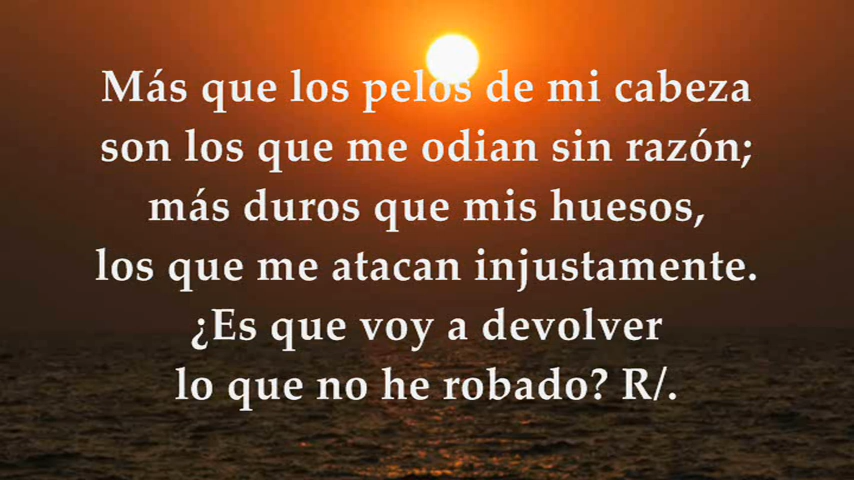 Más que los pelos de mi cabeza
son los que me odian sin razón;
más duros que mis huesos,
los que me atacan injustamente.
¿Es que voy a devolver
lo que no he robado? R/.